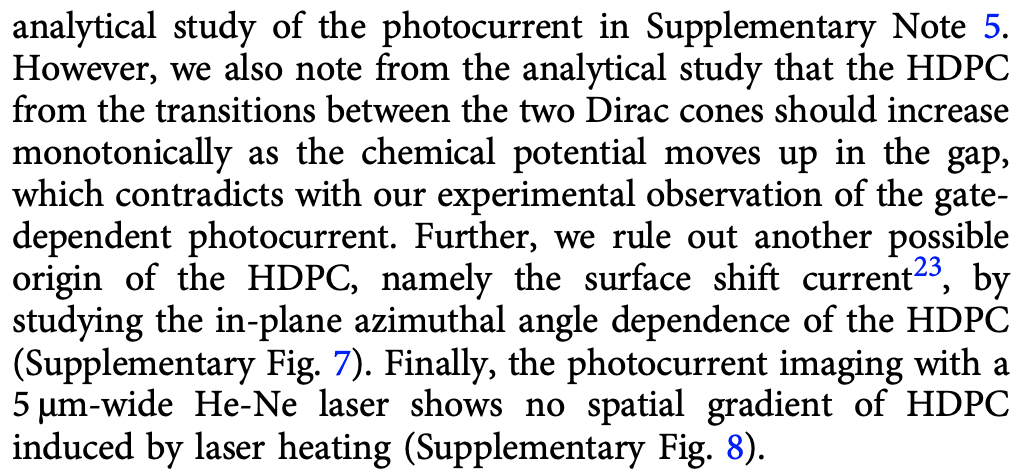 analytical study of the photocurrent in Supplementary Note 5.
However, we also note from the analytical study that the HDPC
from the transitions between the two Dirac cones should increase
monotonically as the chemical potential moves up in the gap,
which contradicts with our experimental observation of the gate-
dependent photocurrent. Further, we rule out another possible
origin of the HDPC, namely the surface shift current23, by
studying the in-plane azimuthal angle dependence of the HDPC
(Supplementary Fig. 7). Finally, the photocurrent imaging with a
5 μm-wide He-Ne laser shows no spatial gradient of HDPC
induced by laser heating (Supplementary Fig. 8).